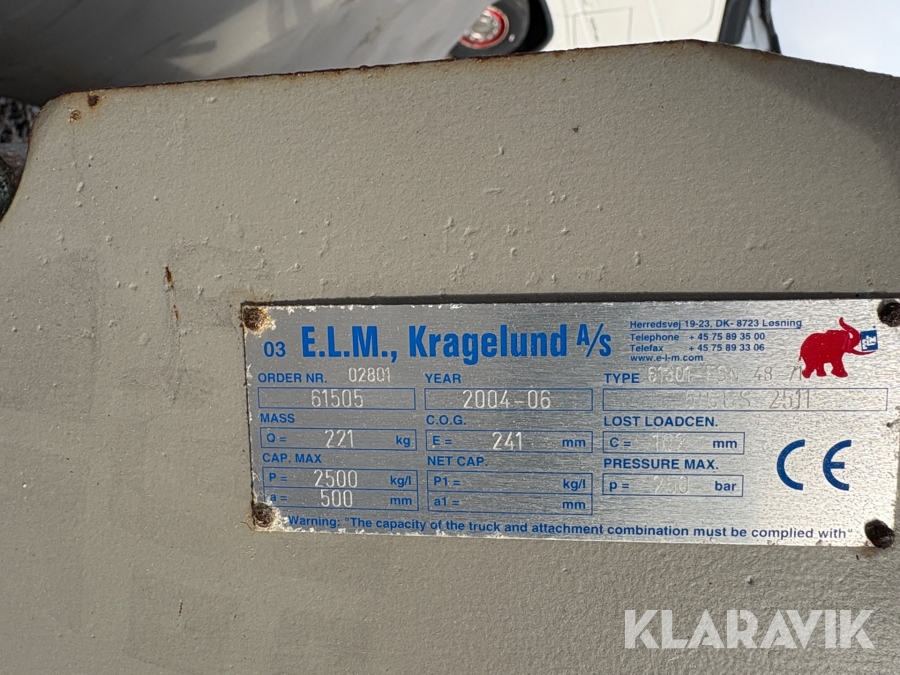 03 E.L.M., Kragelund A/S
Herredsvej 19-23, DK- 8723 Løsning
Telephone + 45 75 89 35 00
Telefax + 45 75 89 33 06
www.e-l-m.com
ORDER NR. 02801 YEAR TYPE
61505 2004-06 2511
MASS C.O.G. LOST LOADCEN.
Q = 221 kg E = 241 mm C = mm
CAP. MAX NET CAP. PRESSURE MAX.
P = 2500 kg/l P1 = kg/l p = bar
a = 500 mm a1 = mm
CE
Warning: "The capacity of the truck and attachment combination must be complied with"
KLARAVIK